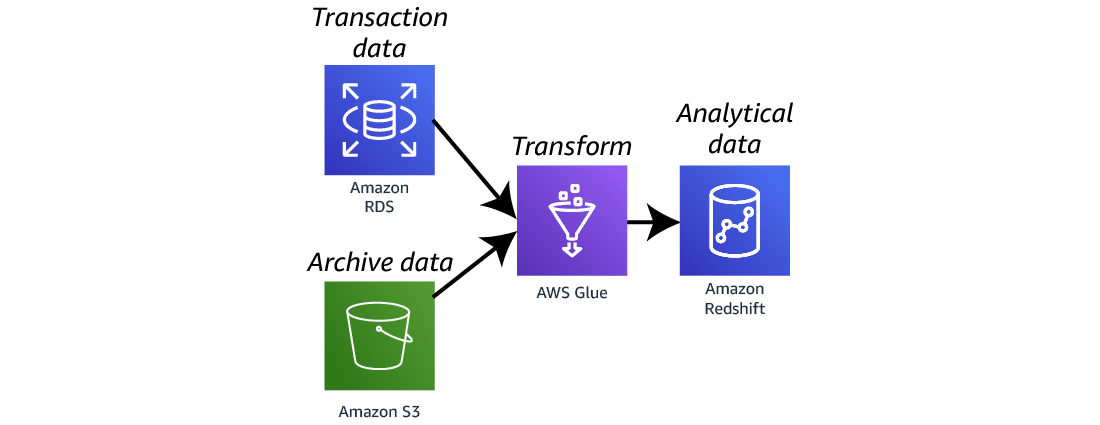 Transaction
data
Amazon
RDS
Archive data
Amazon S3
Transform
AWS Glue
Analytical
data
Amazon
Redshift